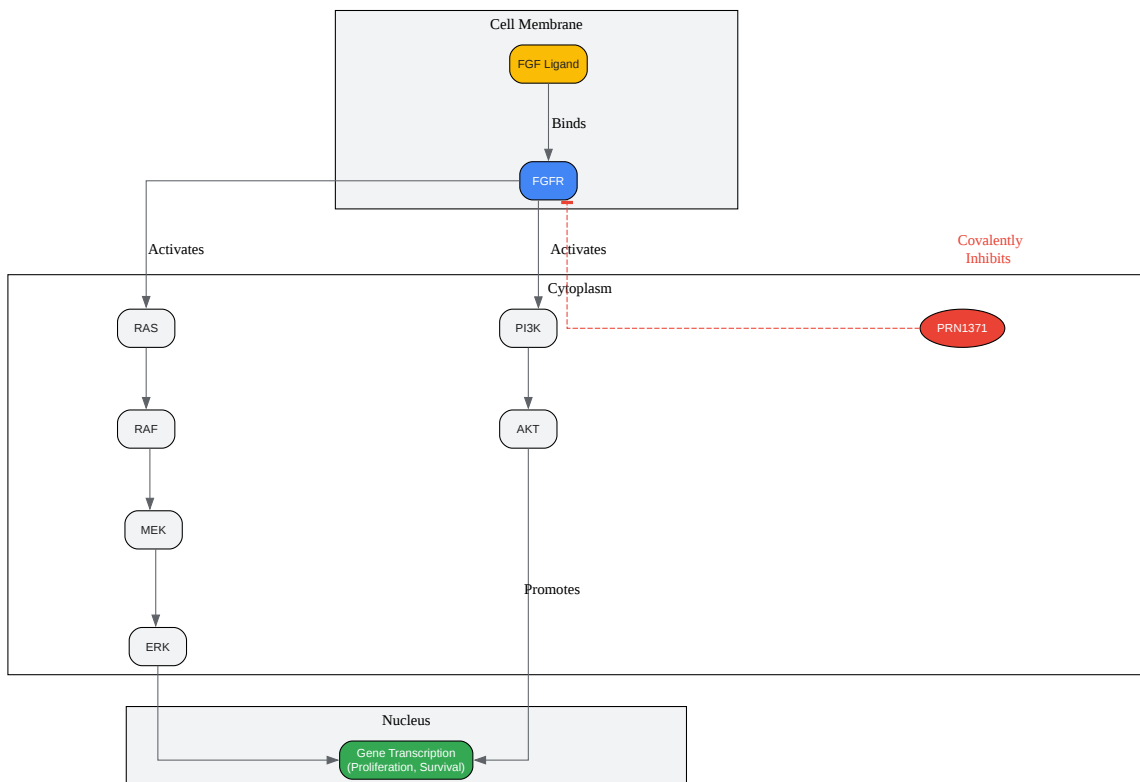 Cell Membrane
FGF Ligand
Binds
FGFR
Activates
Activates
Covalently
Inhibits
Cytoplasm
RAS
PI3K
PRN1371
RAF
AKT
MEK
Promotes
ERK
Nucleus
Gene Transcription
(Proliferation, Survival)